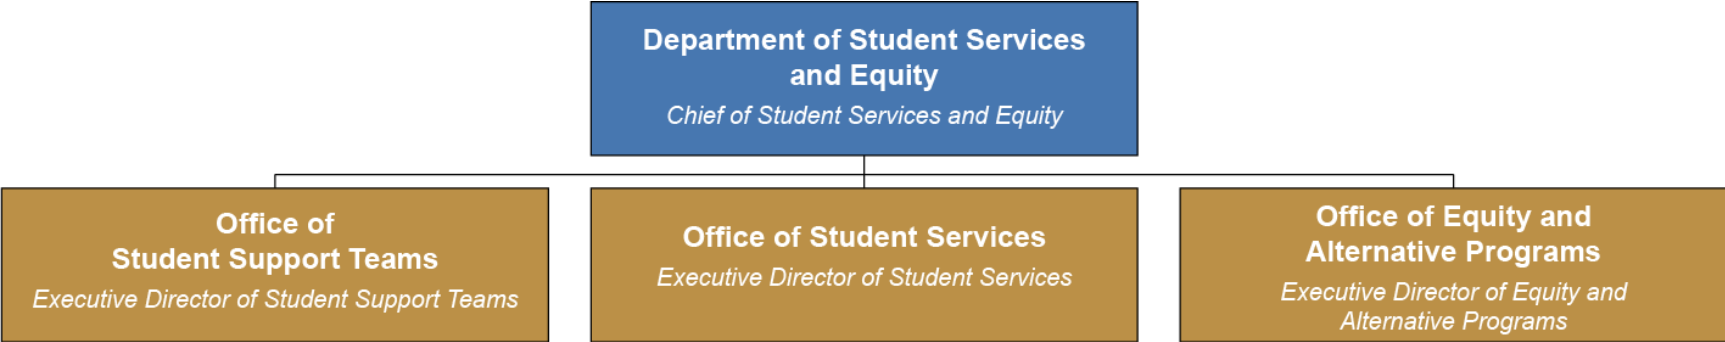 Department of Student Services
and Equity
Chief of Student Services and Equity
Office of
Student Support Teams
Executive Director of Student Support Teams
Office of Student Services
Executive Director of Student Services
Office of Equity and
Alternative Programs
Executive Director of Equity and
Alternative Programs